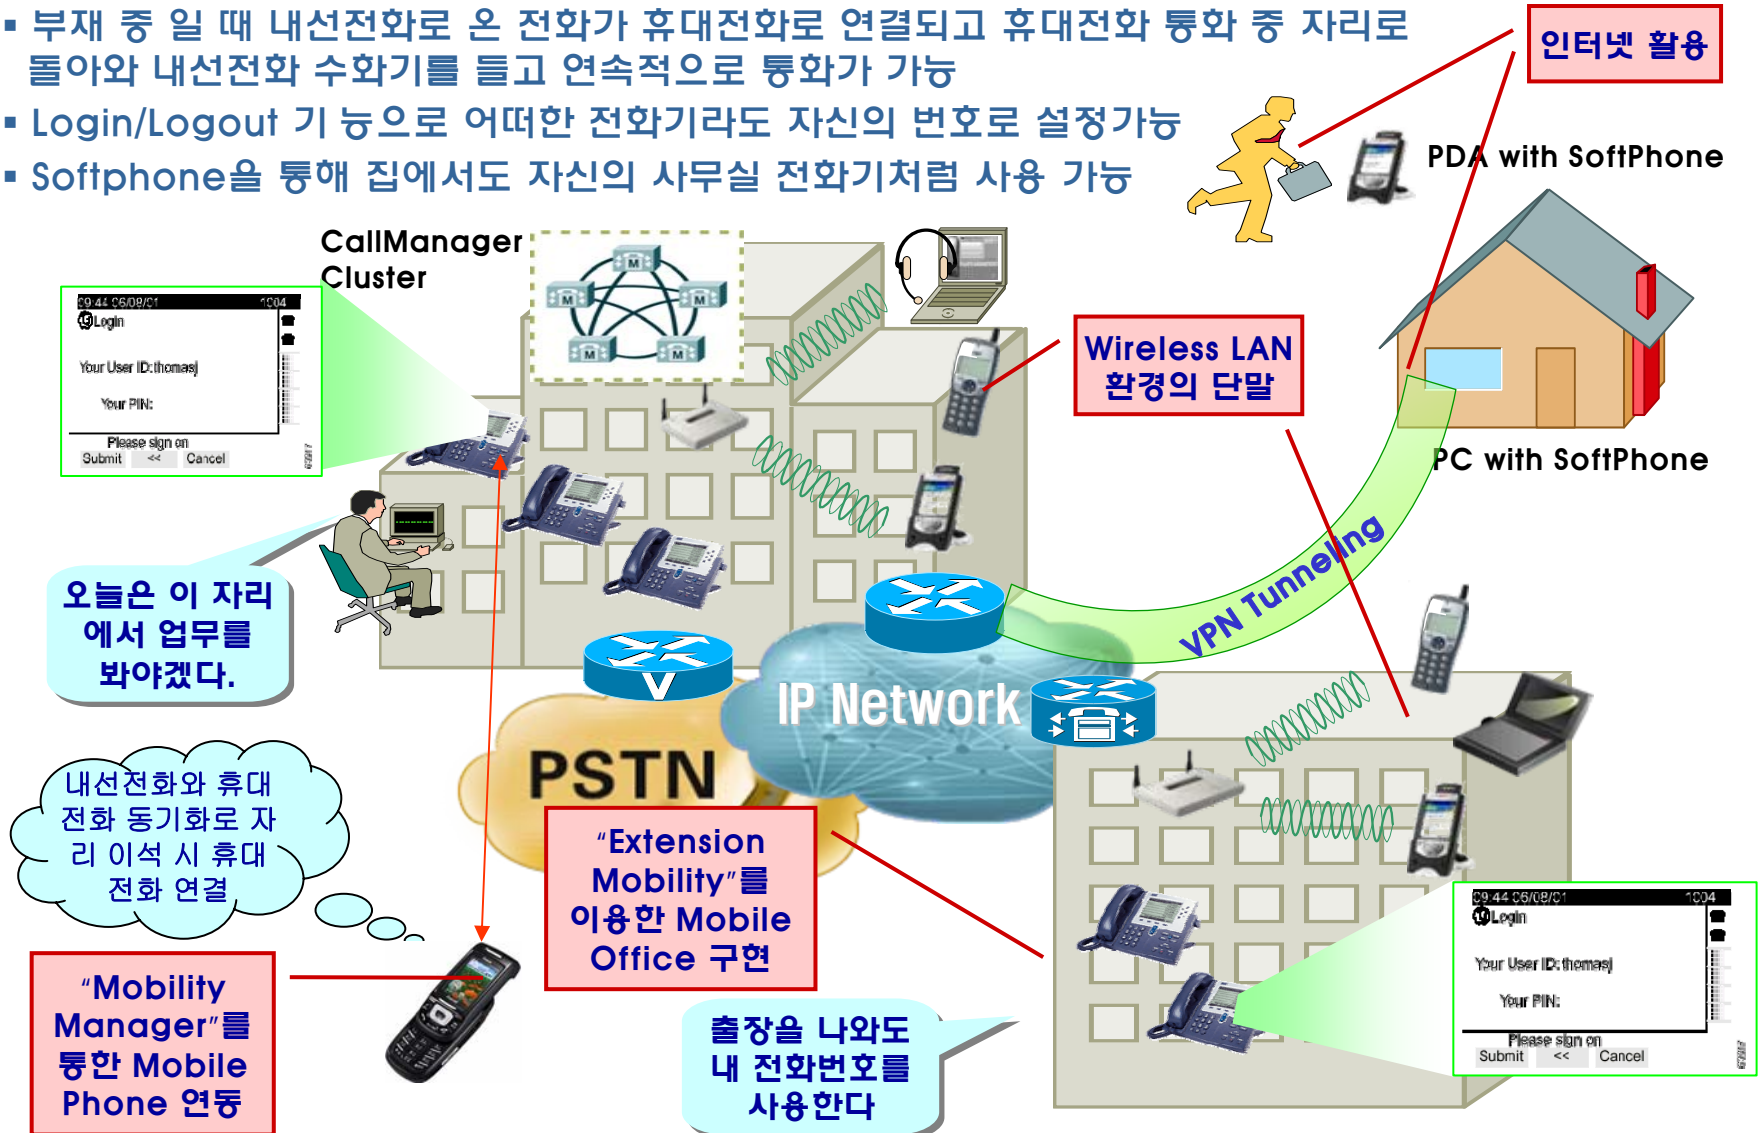 ▪ 부재 중 일 때 내선전화로 온 전화가 휴대전화로 연결되고 휴대전화 통화 중 자리로
돌아와 내선전화 수화기를 들고 연속적으로 통화가 가능
▪ Login/Logout 기 능으로 어떠한 전화기라도 자신의 번호로 설정가능
▪ Softphone을 통해 집에서도 자신의 사무실 전화기처럼 사용 가능
인터넷 활용
PDA with SoftPhone
CallManager
Cluster
M
M
M
M
M
09:44 06/08/01 1004
Login
Your User ID: thomasj
Your PIN:
Please sign on
Submit << Cancel
Wireless LAN
환경의 단말
PC with SoftPhone
VPN Tunneling
오늘은 이 자리
에서 업무를
봐야겠다.
V
IP Network
PSTN
내선전화와 휴대
전화 동기화로 자
리 이석 시 휴대
전화 연결
"Extension
Mobility"를
이용한 Mobile
Office 구현
"Mobility
Manager"를
통한 Mobile
Phone 연동
출장을 나와도
내 전화번호를
사용한다
09:44 06/08/01 1004
Login
Your User ID: thomasj
Your PIN:
Please sign on
Submit << Cancel